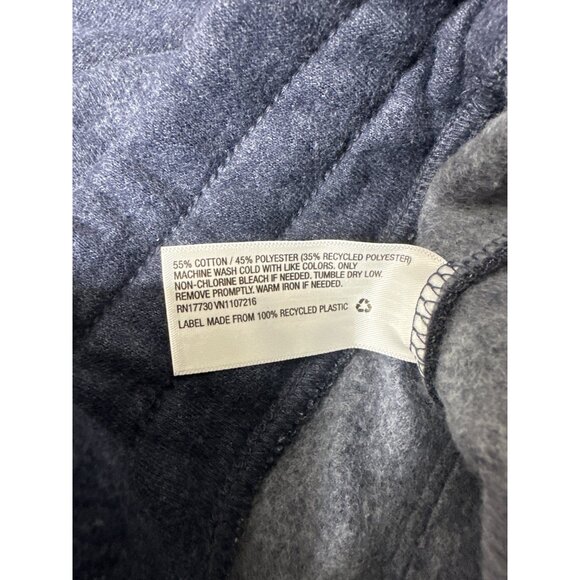 55% COTTON / 45% POLYESTER (35% RECYCLED POLYESTER)
MACHINE WASH COLD WITH LIKE COLORS. ONLY
NON-CHLORINE BLEACH IF NEEDED. TUMBLE DRY LOW.
REMOVE PROMPTLY. WARM IRON IF NEEDED.
RN17730 VN1107216
LABEL MADE FROM 100% RECYCLED PLASTIC